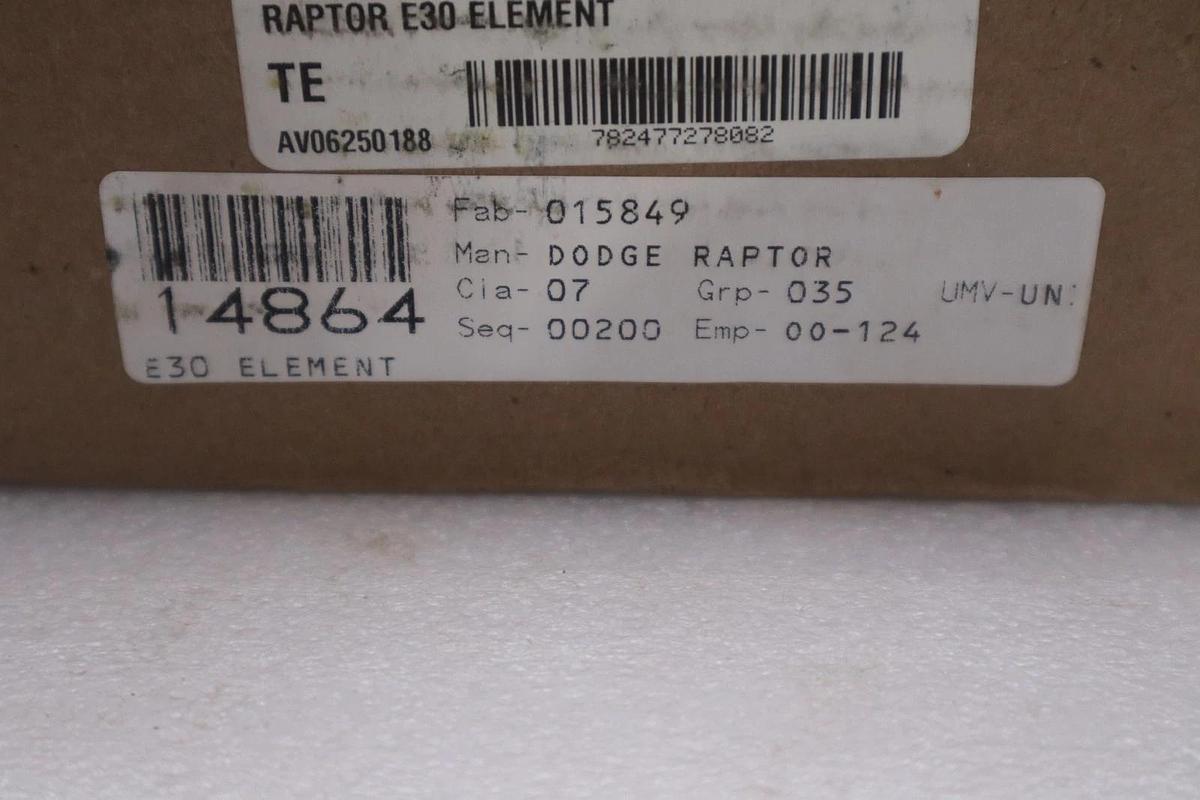 RAPTOR E30 ELEMENT
TE
AV06250188
782477278082
14864
E30 ELEMENT
Fab- 015849
Man- DODGE RAPTOR
Cia- 07 Grp- 035 UMV-UN
Seq- 00200 Emp- 00-124